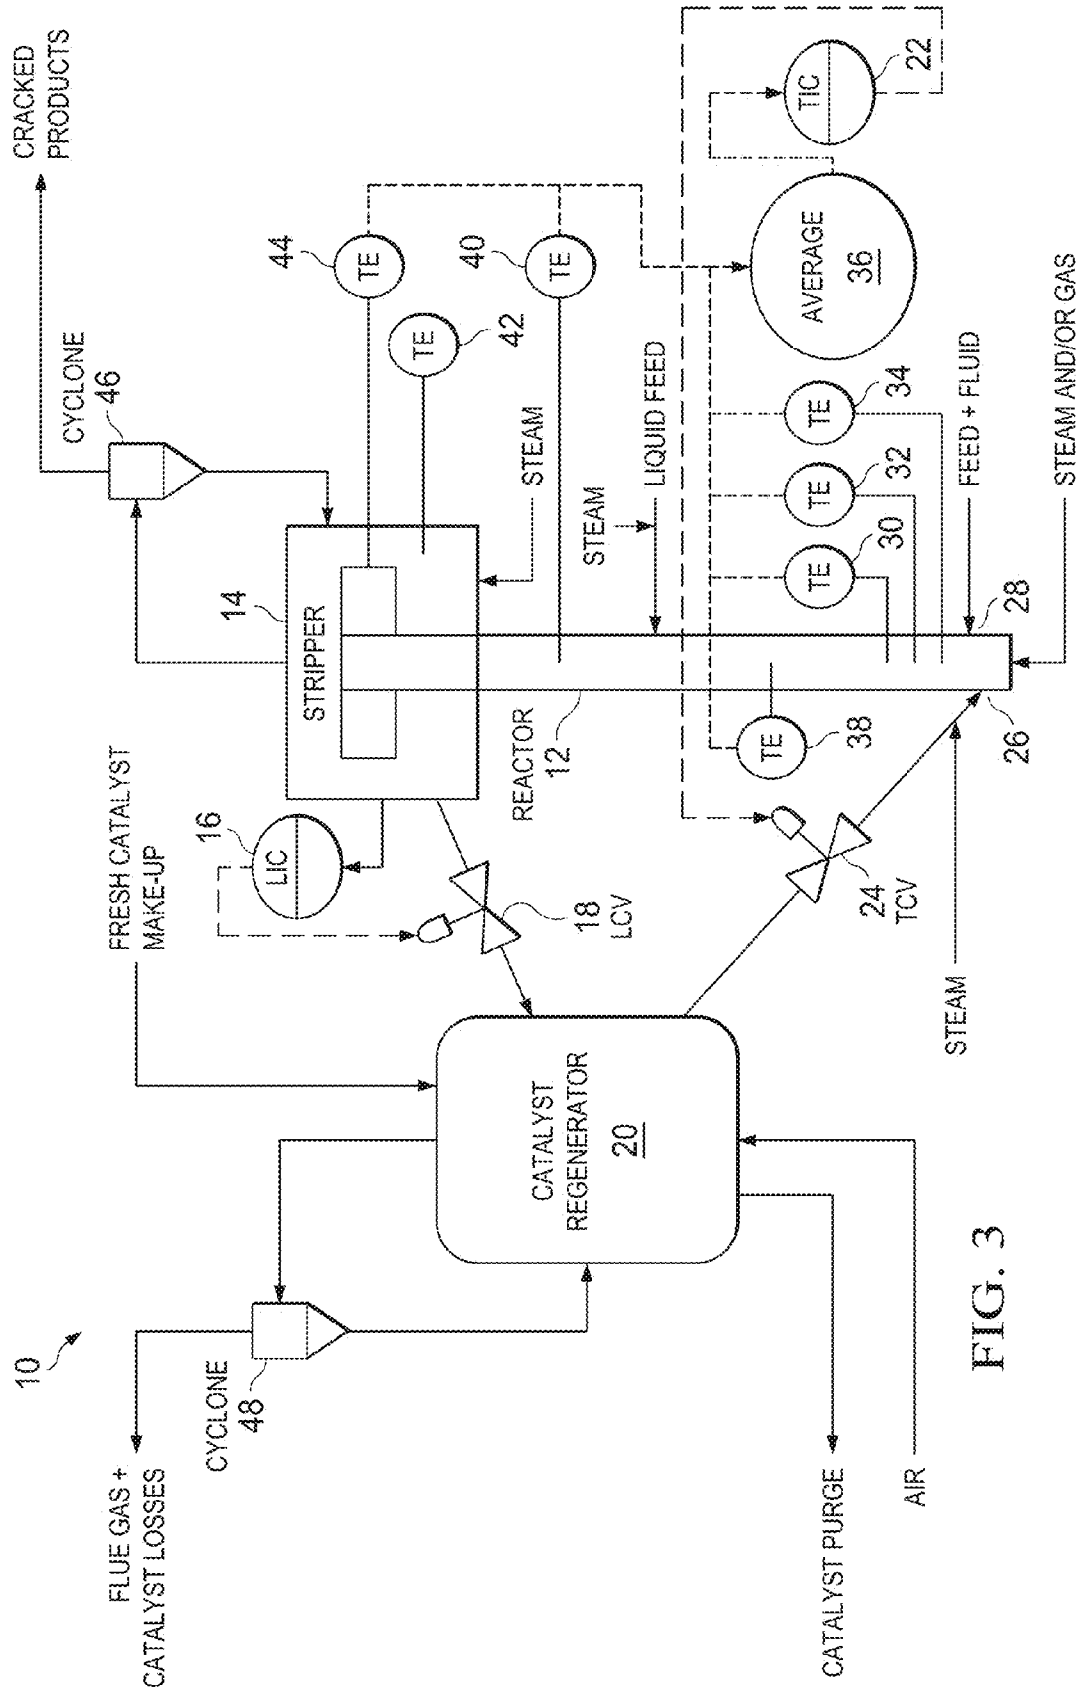 10
FLUE GAS +
CATALYST LOSSES
CYCLONE
48
FRESH CATALYST
MAKE-UP
CATALYST
REGENERATOR
20
CATALYST PURGE
AIR
16
LIC
18
LCV
14
STRIPPER
REACTOR
12
CYCLONE
46
CRACKED
PRODUCTS
44
TE
TE
42
40
TE
STEAM
STEAM
LIQUID FEED
TE
38
TE
30
TE
32
TE
34
AVERAGE
36
TIC
22
24
TCV
STEAM
26
28
FEED + FLUID
STEAM AND/OR GAS
FIG. 3